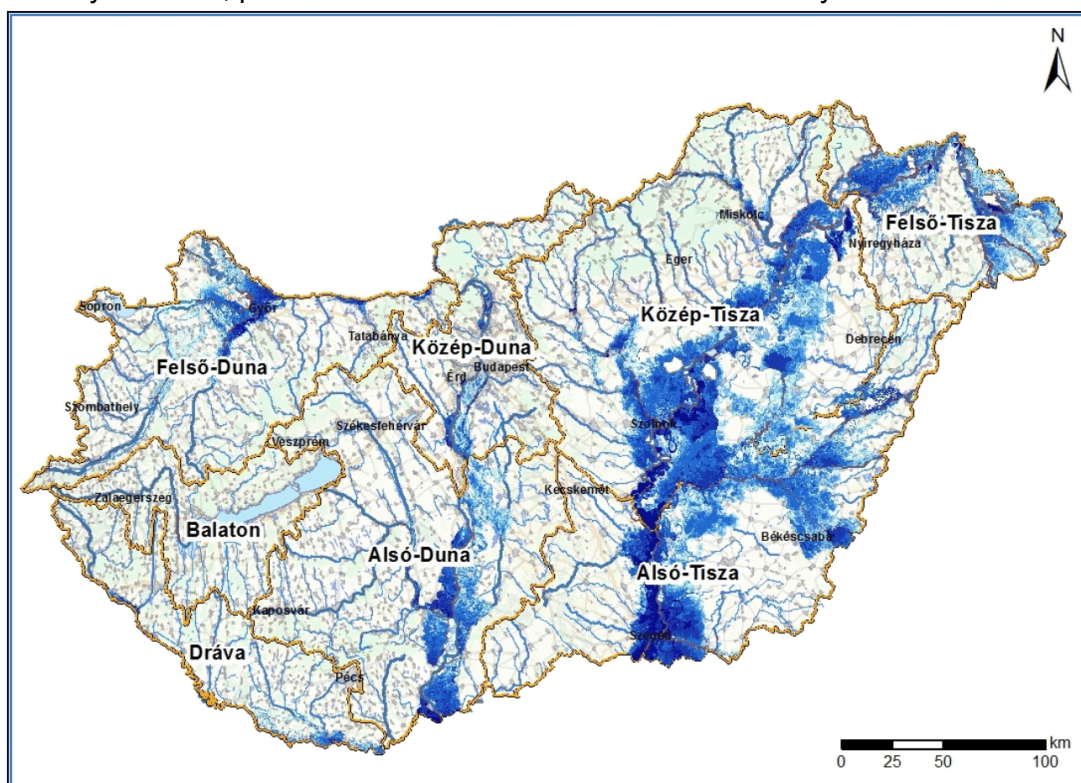 N
Miskolc
Felső-Tisza
Nyíregyháza
Eger
Sopron
Győr
Közép-Tisza
Tatabánya
Debrecen
Közép-Duna
Felső-Duna
Budapest
Érd
Szombathely
Székesfehérvár
Szolnok
Veszprém
Kecskemét
Zalaegerszeg
Balaton
Békéscsaba
Alsó-Duna
Alsó-Tisza
Kaposvár
Szeged
Dráva
Pécs
km
0 25 50 100